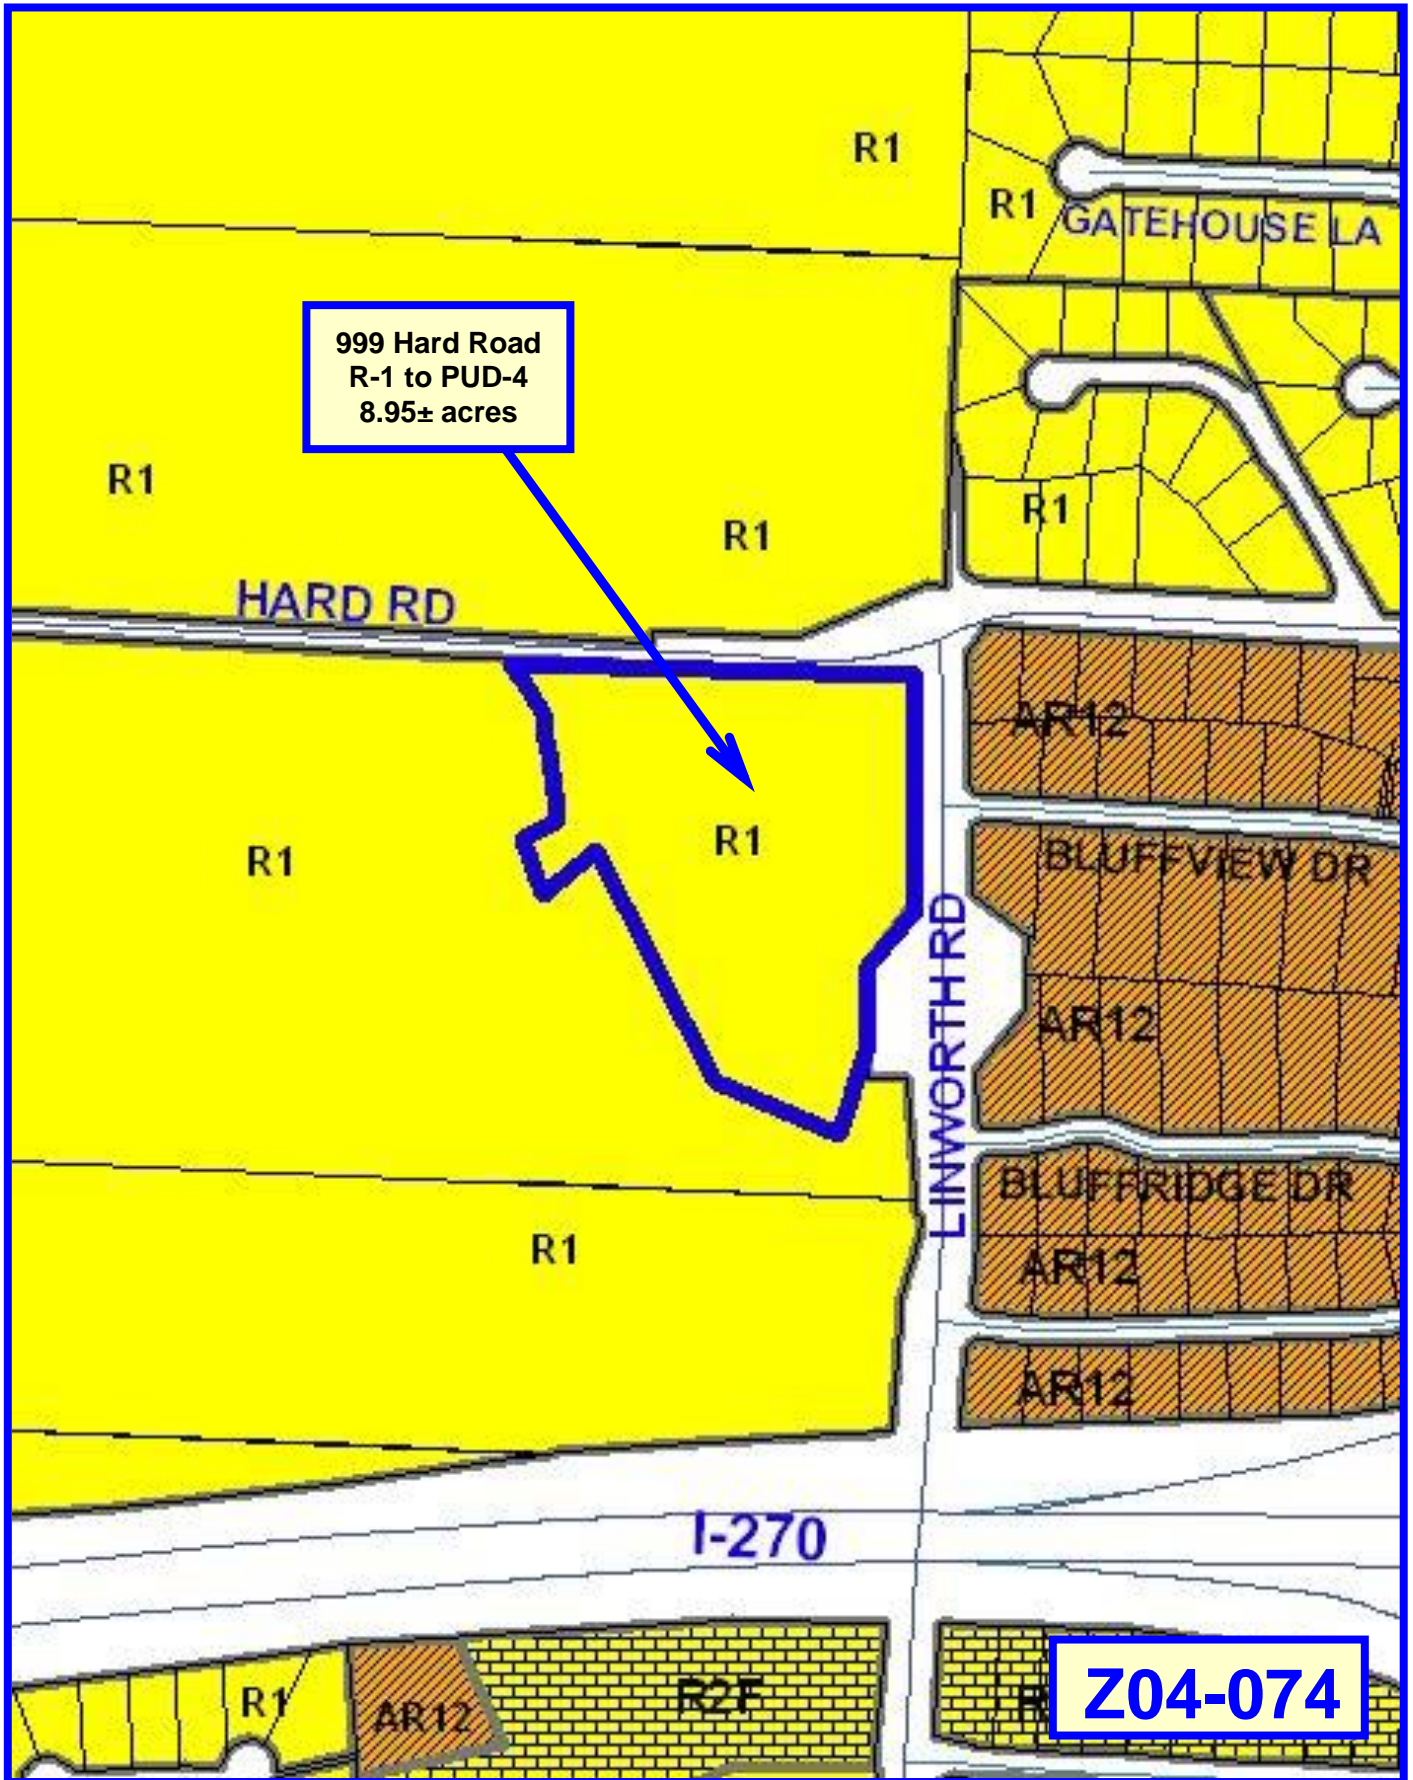 R1
R1
GATEHOUSE LA
999 Hard Road
R-1 to PUD-4
8.95± acres
R1
R1
R1
HARD RD
AR12
R1
R1
BLUFFVIEW DR
LINWORTH RD
AR12
BLUFFRIDGE DR
R1
AR12
AR12
I-270
R1
AR12
R2F
Z04-074